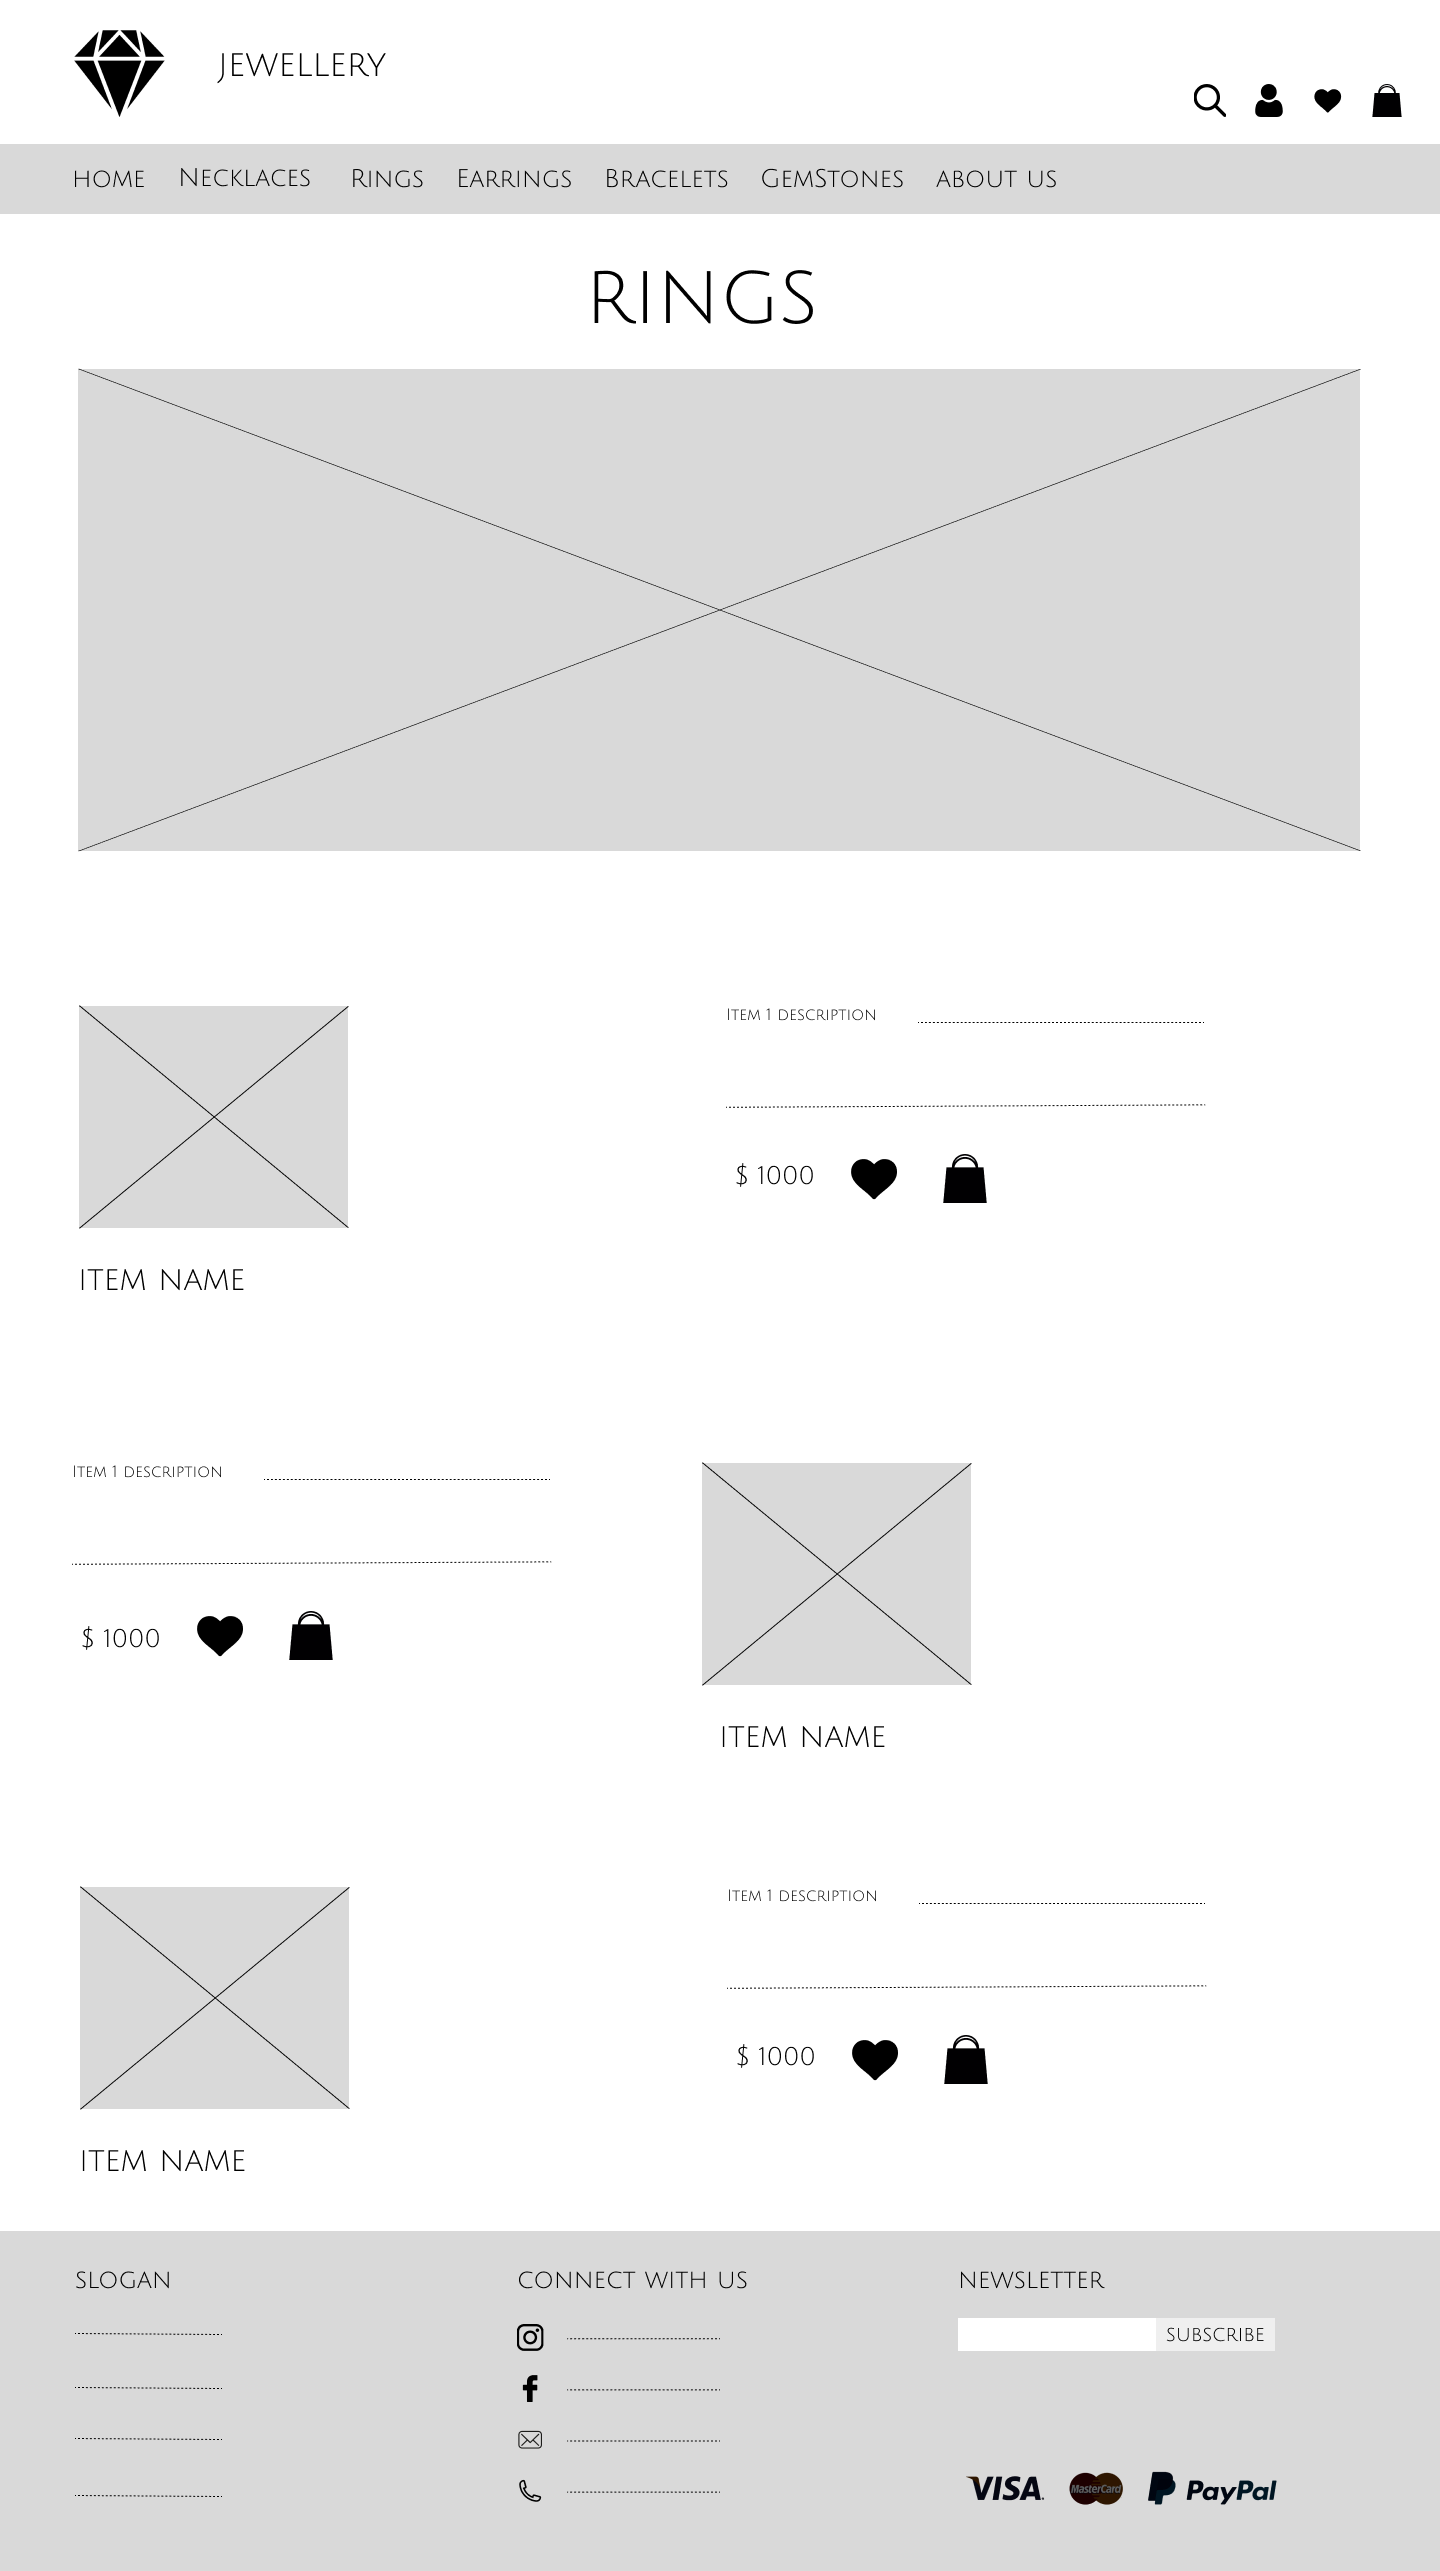 JEWELLERY
HOME Necklaces Rings Earrings Bracelets GemStones ABOUT US
RINGS
Item 1 description
$ 1000
ITEM NAME
Item 1 description
$ 1000
ITEM NAME
Item 1 description
$ 1000
ITEM NAME
SLOGAN
CONNECT WITH US
NEWSLETTER
SUBSCRIBE
VISA MasterCard PayPal